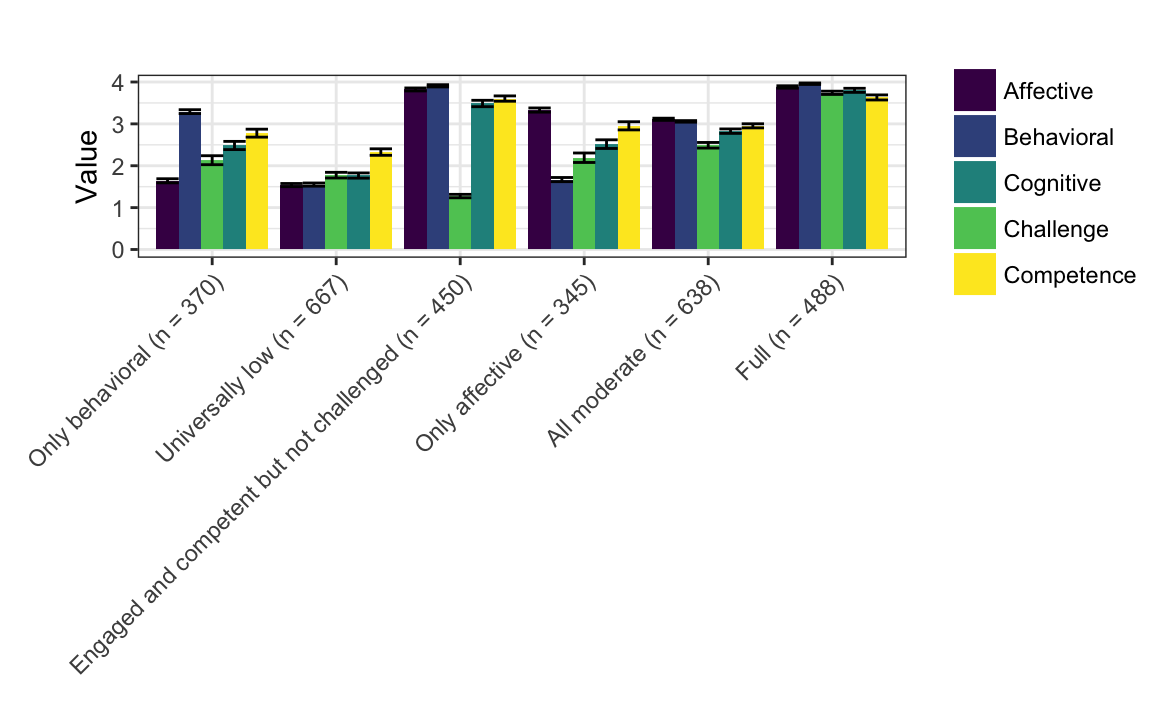 Value
4
3
2
1
0
Only behavioral (n = 370)
Universally low (n = 667)
Engaged and competent but not challenged (n = 450)
Only affective (n = 345)
All moderate (n = 638)
Full (n = 488)
Affective
Behavioral
Cognitive
Challenge
Competence